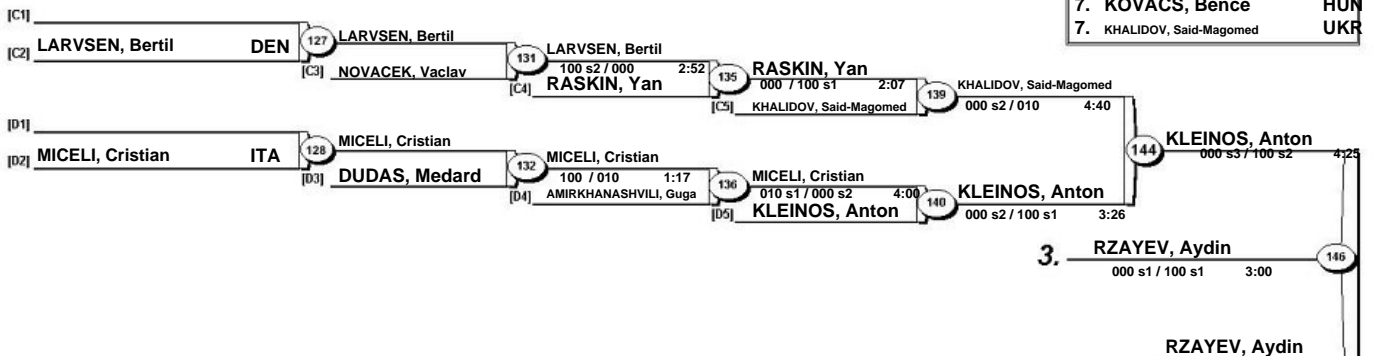 7. KOVACS, Bence HUN
7. KHALIDOV, Said-Magomed UKR
[C1]
[C2] LARVSEN, Bertil DEN
127
LARVSEN, Bertil
[C3] NOVACEK, Vaclav
131
LARVSEN, Bertil
100 s2 / 000 2:52
[C4] RASKIN, Yan
135
RASKIN, Yan
000 / 100 s1 2:07
[C5] KHALIDOV, Said-Magomed
139
KHALIDOV, Said-Magomed
000 s2 / 010 4:40
[D1]
[D2] MICELI, Cristian ITA
128
MICELI, Cristian
[D3] DUDAS, Medard
132
MICELI, Cristian
100 / 010 1:17
[D4] AMIRKHANASHVILI, Guga
136
MICELI, Cristian
010 s1 / 000 s2 4:00
[D5] KLEINOS, Anton
140
KLEINOS, Anton
000 s2 / 100 s1 3:26
144
KLEINOS, Anton
000 s3 / 100 s2 4:25
3. RZAYEV, Aydin
000 s1 / 100 s1 3:00
146
RZAYEV, Aydin